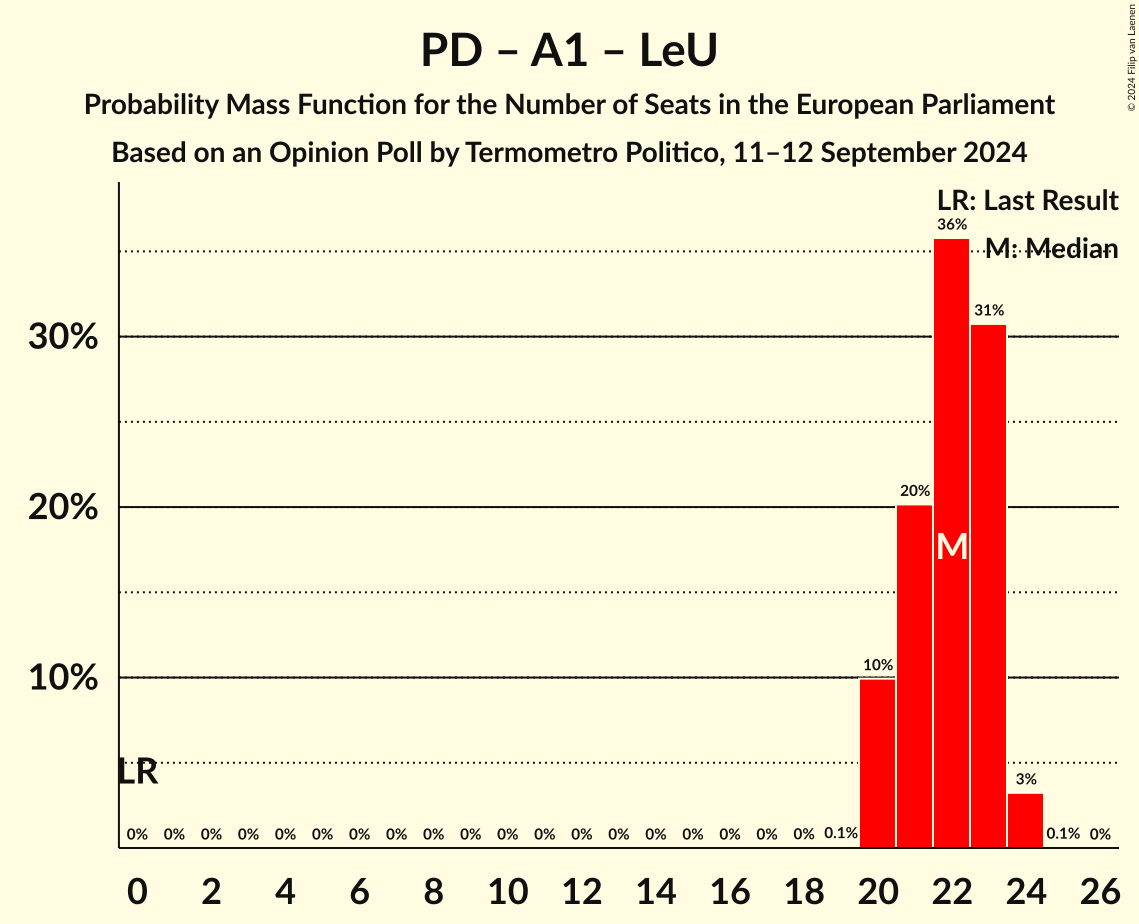 PD – A1 – LeU
Probability Mass Function for the Number of Seats in the European Parliament
Based on an Opinion Poll by Termometro Politico, 11–12 September 2024
© 2024 Filip van Laenen
LR: Last Result
M: Median
36%
31%
30%
20%
20%
M
10%
10%
LR
3%
0% 0% 0% 0% 0% 0% 0% 0% 0% 0% 0% 0% 0% 0% 0% 0% 0% 0% 0% 0.1% 0.1% 0%
0 2 4 6 8 10 12 14 16 18 20 22 24 26